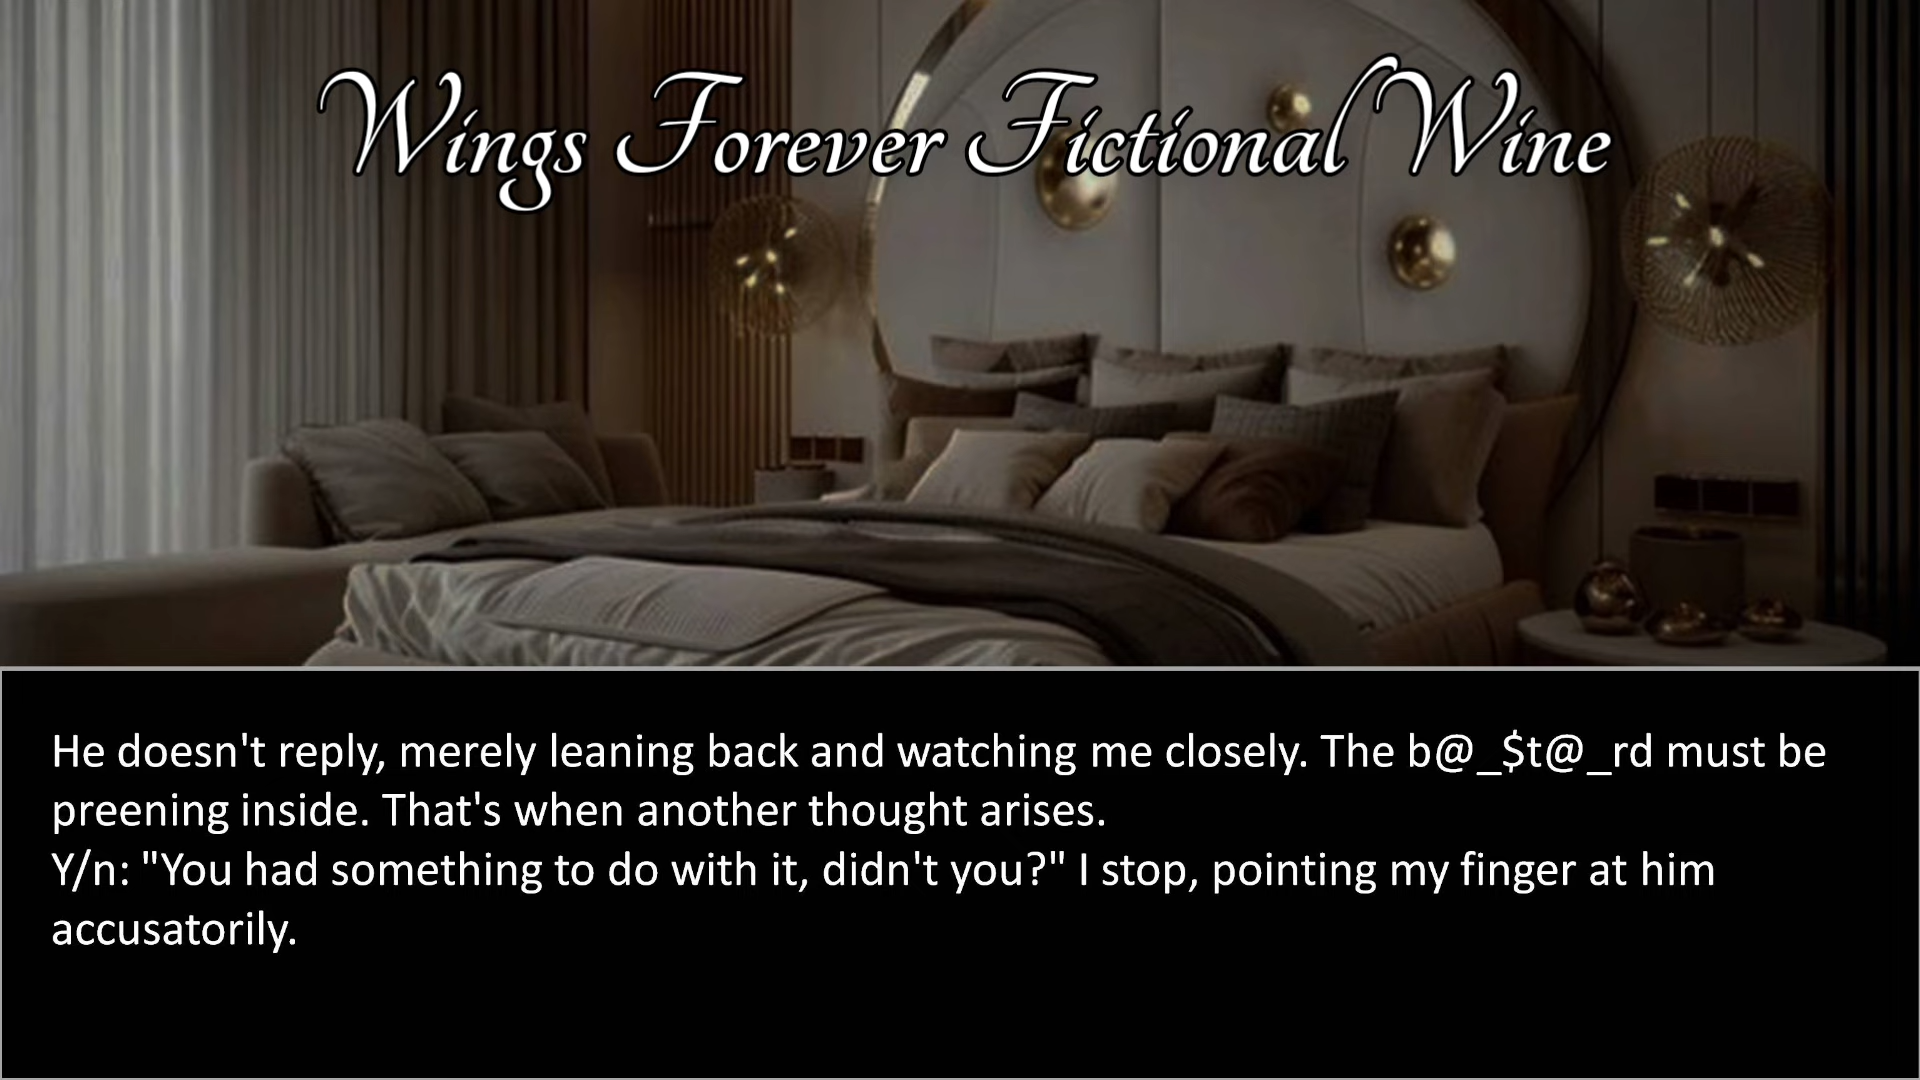 Wings Forever Fictional Wine
He doesn't reply, merely leaning back and watching me closely. The b@_$t@_rd must be
preening inside. That's when another thought arises.
Y/n: "You had something to do with it, didn't you?" I stop, pointing my finger at him
accusatorily.